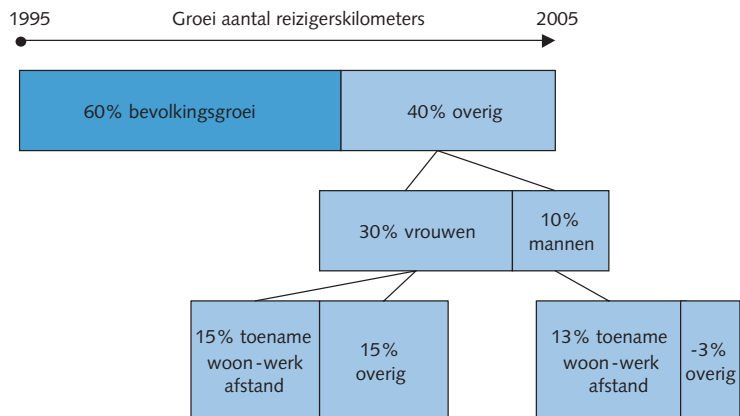 1995 Groei aantal reizigerskilometers 2005
60% bevolkingsgroei 40% overig
30% vrouwen
10%
mannen
15% toename
woon-werk
afstand
15%
overig
13% toename
woon-werk
afstand
-3%
overig